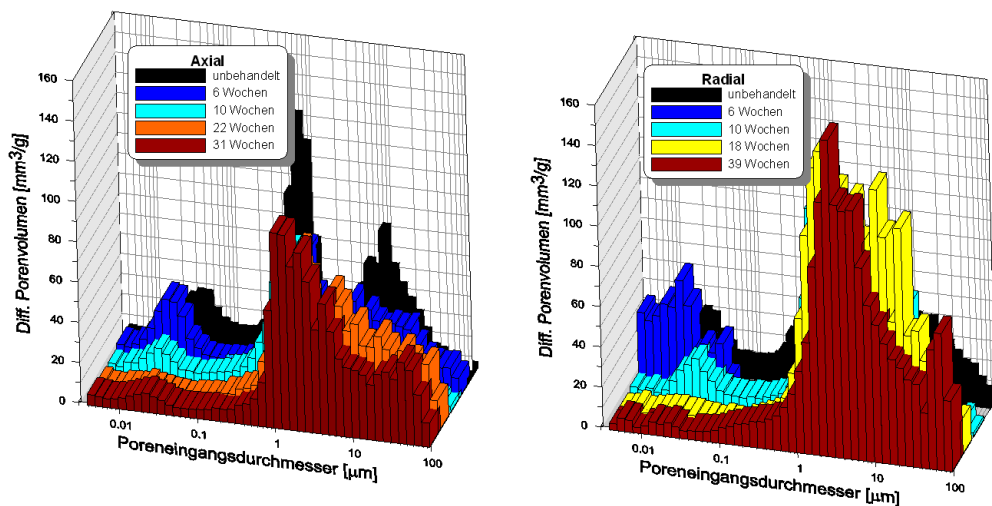 Axial
unbehandelt
6 Wochen
10 Wochen
22 Wochen
31 Wochen
Diff. Porenvolumen [mm³/g]
160
140
120
100
80
60
40
20
0
0.01
0.1
1
10
100
Poreneingangsdurchmesser [µm]
Radial
unbehandelt
6 Wochen
10 Wochen
18 Wochen
39 Wochen
Diff. Porenvolumen [mm³/g]
160
140
120
100
80
60
40
20
0
0.01
0.1
1
10
100
Poreneingangsdurchmesser [µm]